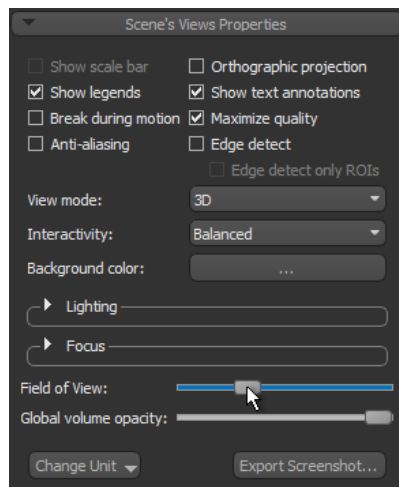 Scene's Views Properties
Show scale bar Orthographic projection
Show legends Show text annotations
Break during motion Maximize quality
Anti-aliasing Edge detect
Edge detect only ROIs
View mode: 3D
Interactivity: Balanced
Background color: ...
Lighting
Focus
Field of View:
Global volume opacity:
Change Unit Export Screenshot...